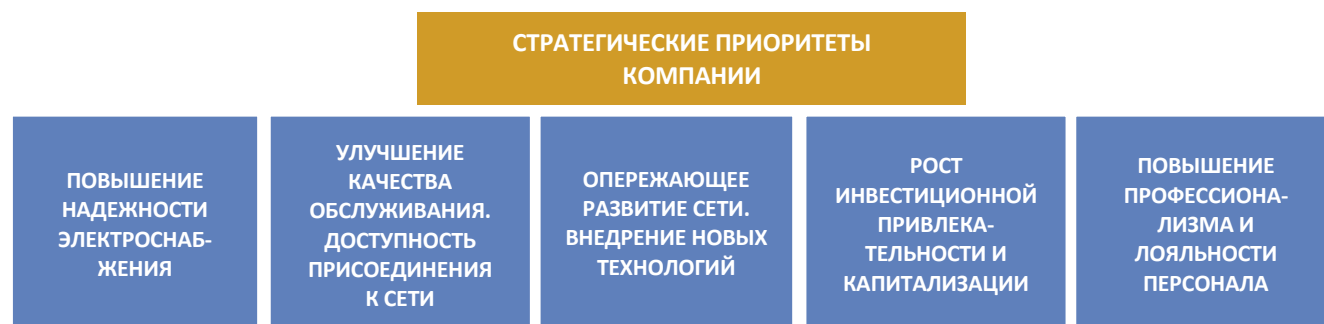 СТРАТЕГИЧЕСКИЕ ПРИОРИТЕТЫ
КОМПАНИИ
ПОВЫШЕНИЕ
НАДЕЖНОСТИ
ЭЛЕКТРОСНАБ-
ЖЕНИЯ
УЛУЧШЕНИЕ
КАЧЕСТВА
ОБСЛУЖИВАНИЯ.
ДОСТУПНОСТЬ
ПРИСОЕДИНЕНИЯ
К СЕТИ
ОПЕРЕЖАЮЩЕЕ
РАЗВИТИЕ СЕТИ.
ВНЕДРЕНИЕ НОВЫХ
ТЕХНОЛОГИЙ
РОСТ
ИНВЕСТИЦИОННОЙ
ПРИВЛЕКА-
ТЕЛЬНОСТИ И
КАПИТАЛИЗАЦИИ
ПОВЫШЕНИЕ
ПРОФЕССИОНА-
ЛИЗМА И
ЛОЯЛЬНОСТИ
ПЕРСОНАЛА